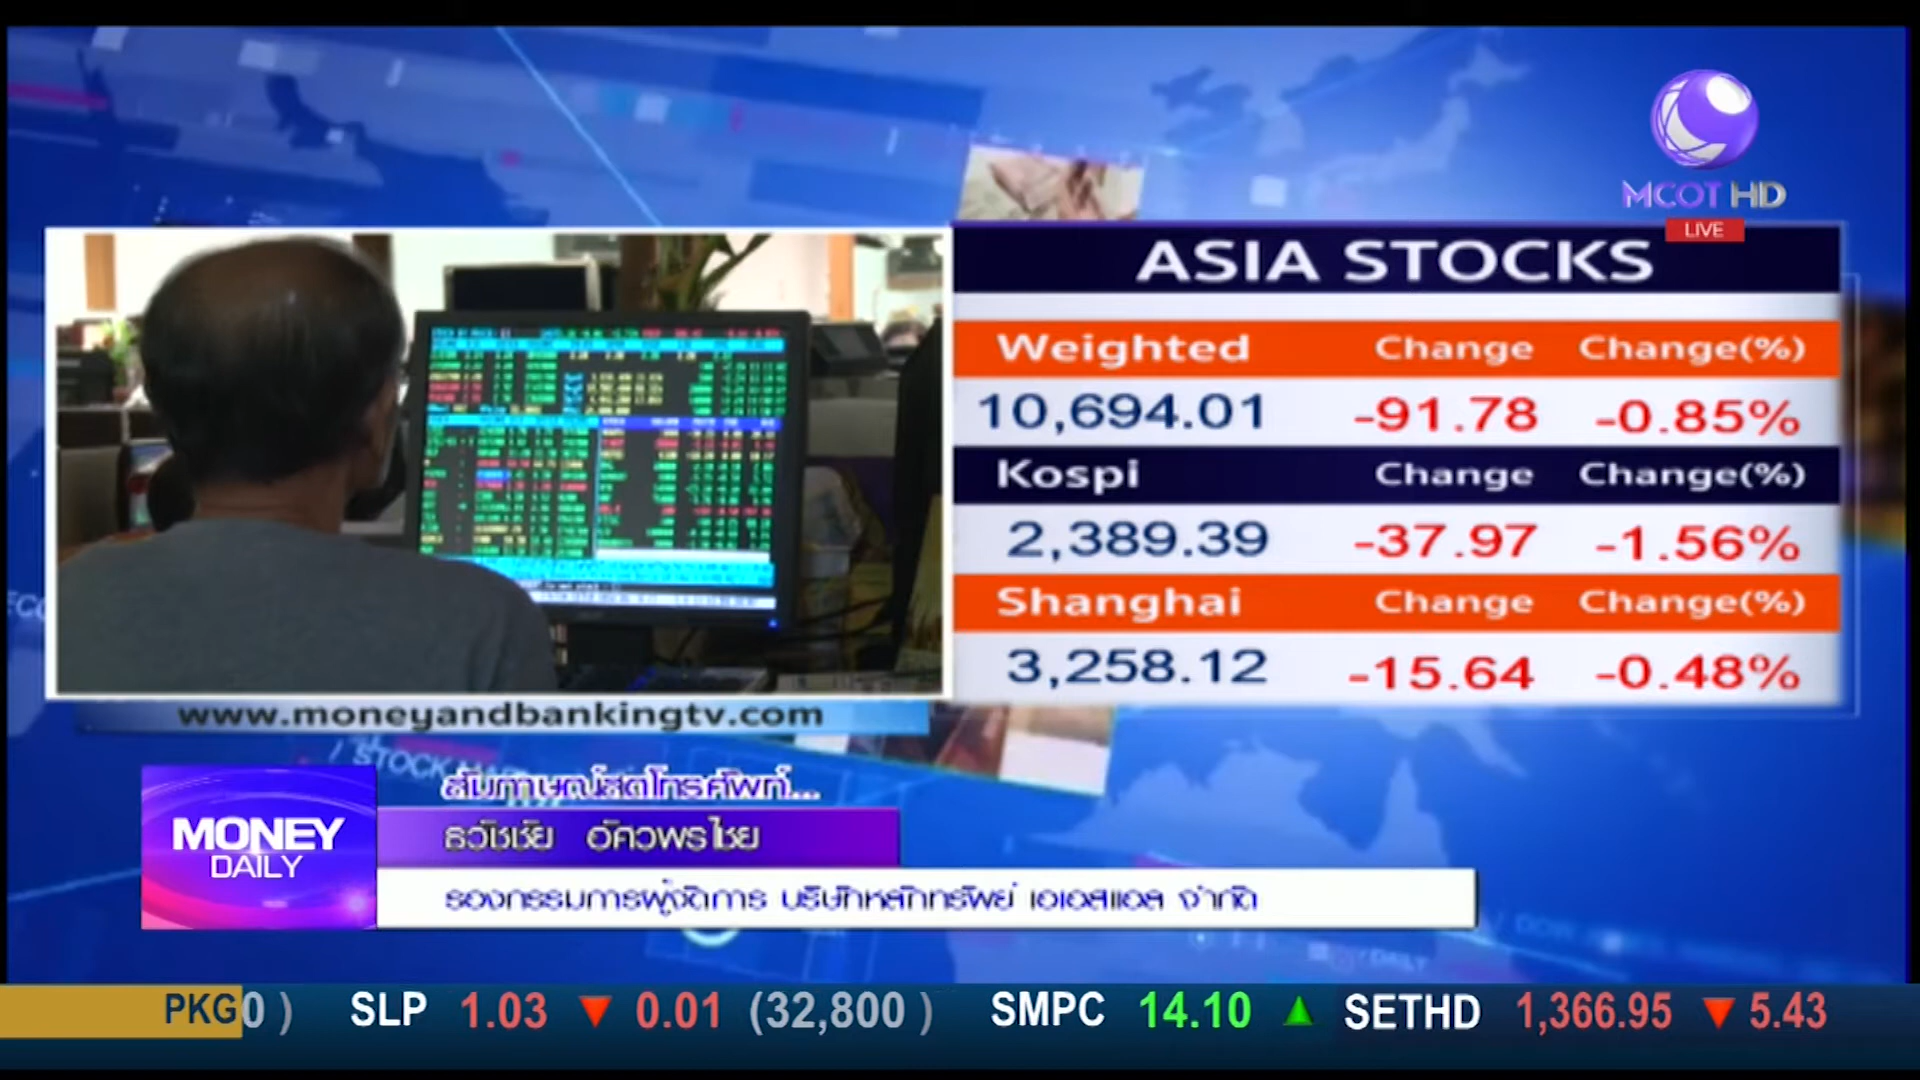 MCOT HD
LIVE
ASIA STOCKS
Weighted Change Change(%)
10,694.01 -91.78 -0.85%
Kospi Change Change(%)
2,389.39 -37.97 -1.56%
Shanghai Change Change(%)
3,258.12 -15.64 -0.48%
www.moneyandbankingtv.com
MONEY
DAILY
สัมภาษณ์สดโทรศัพท์...
ธวัชชัย อัศวพรไชย
รองกรรมการผู้จัดการ บริษัทหลักทรัพย์ เอเอสแอล จำกัด
PKG 0 ) SLP 1.03 ▼ 0.01 (32,800 ) SMPC 14.10 ▲ SETHD 1,366.95 ▼ 5.43